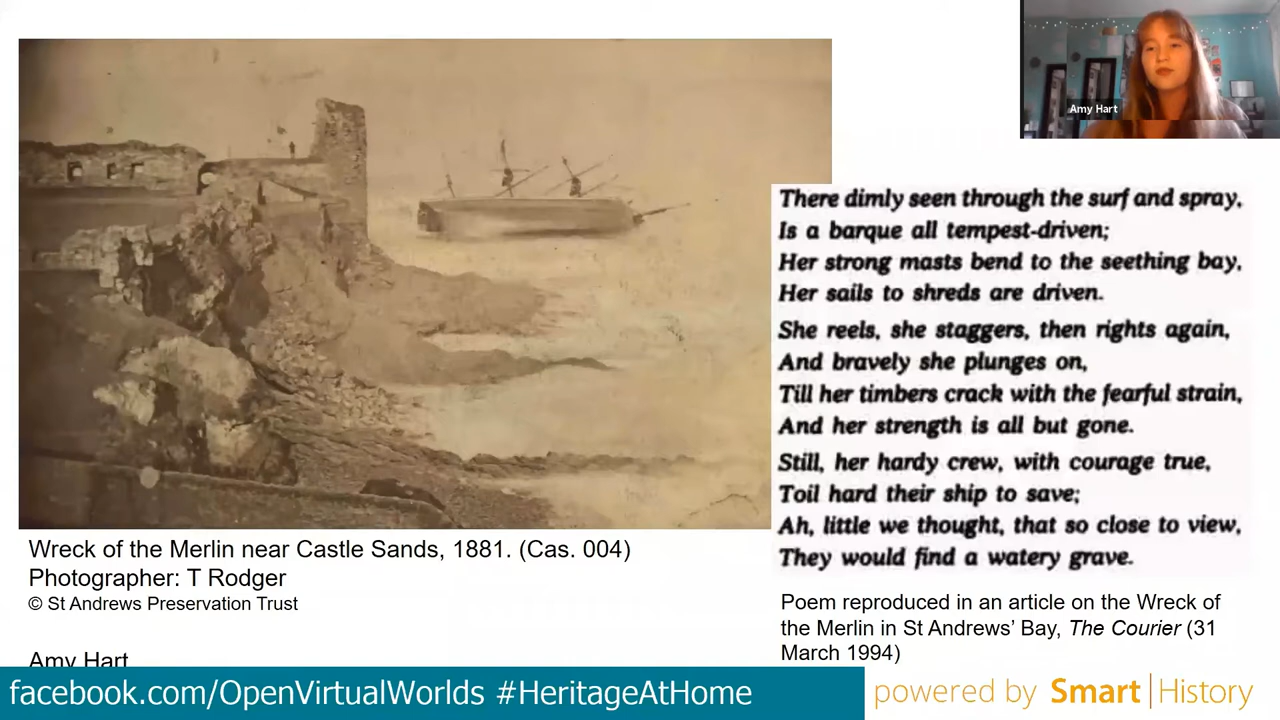 Amy Hart
There dimly seen through the surf and spray,
Is a barque all tempest-driven;
Her strong masts bend to the seething bay,
Her sails to shreds are driven.
She reels, she staggers, then rights again,
And bravely she plunges on,
Till her timbers crack with the fearful strain,
And her strength is all but gone.
Still, her hardy crew, with courage true,
Toil hard their ship to save;
Ah, little we thought, that so close to view,
They would find a watery grave.
Wreck of the Merlin near Castle Sands, 1881. (Cas. 004)
Photographer: T Rodger
© St Andrews Preservation Trust
Poem reproduced in an article on the Wreck of
the Merlin in St Andrews’ Bay, The Courier (31
March 1994)
Amy Hart
facebook.com/OpenVirtualWorlds #HeritageAtHome
powered by Smart|History